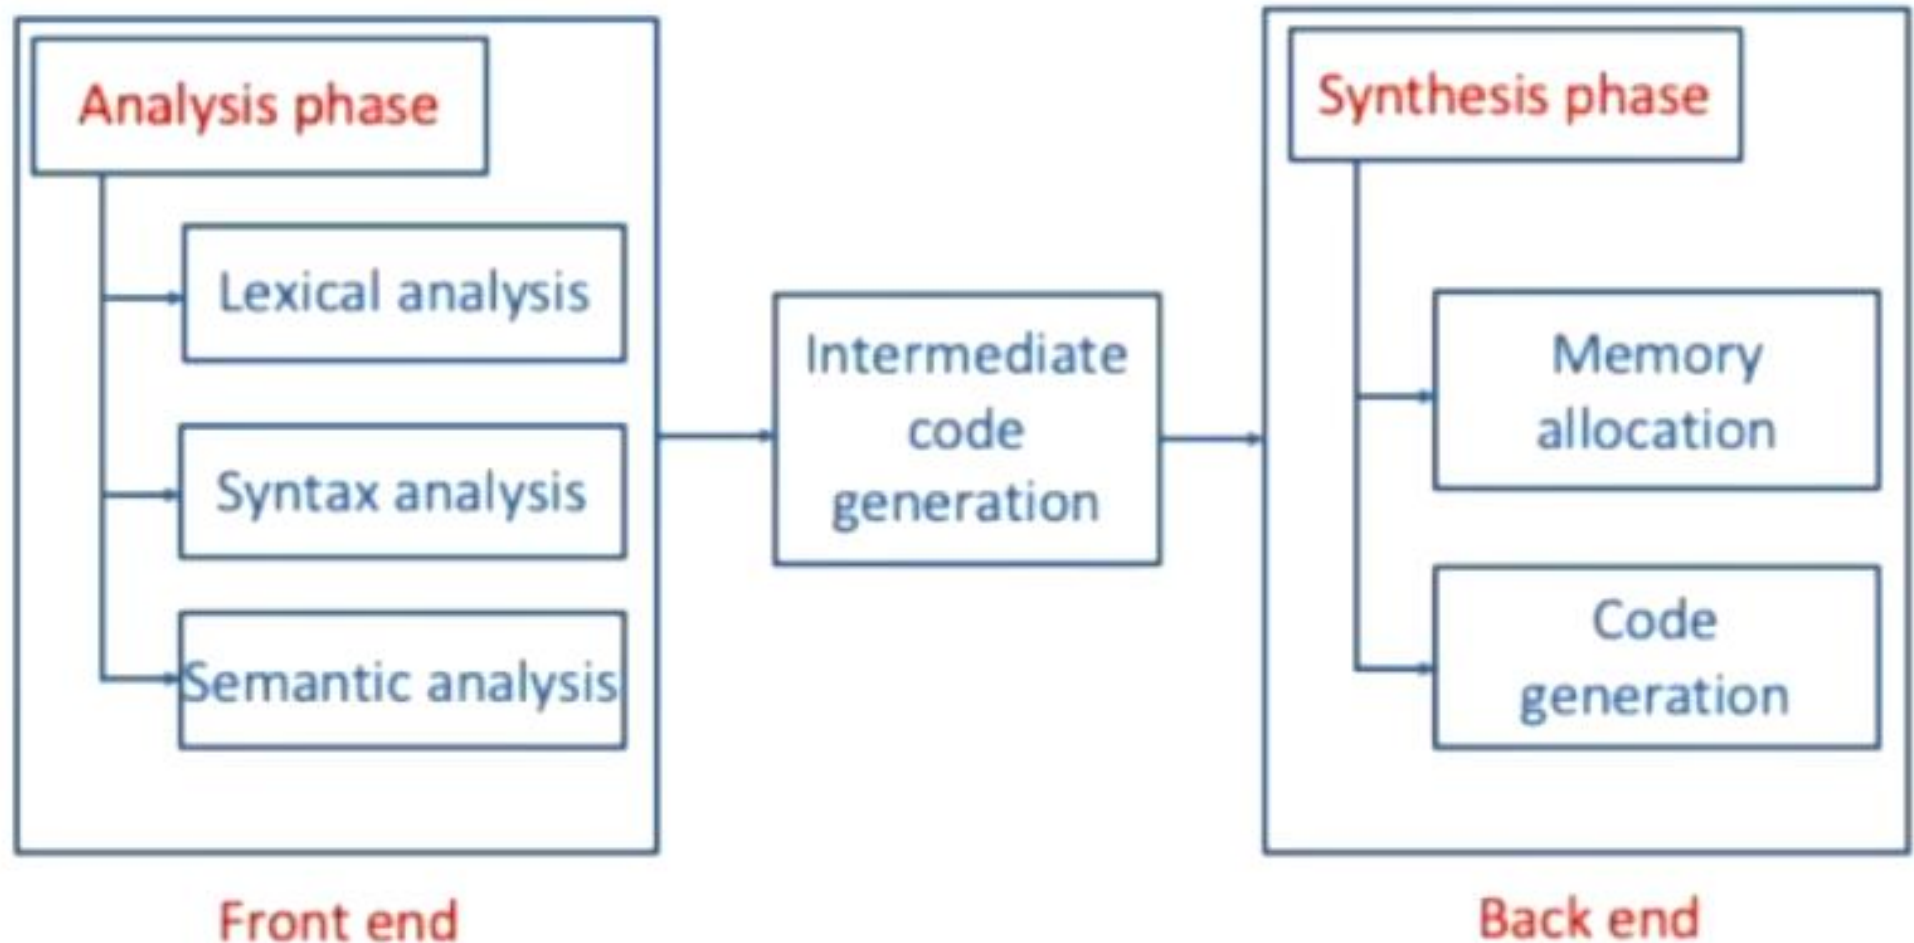 Analysis phase
Lexical analysis
Syntax analysis
Semantic analysis
Front end
Intermediate
code
generation
Synthesis phase
Memory
allocation
Code
generation
Back end